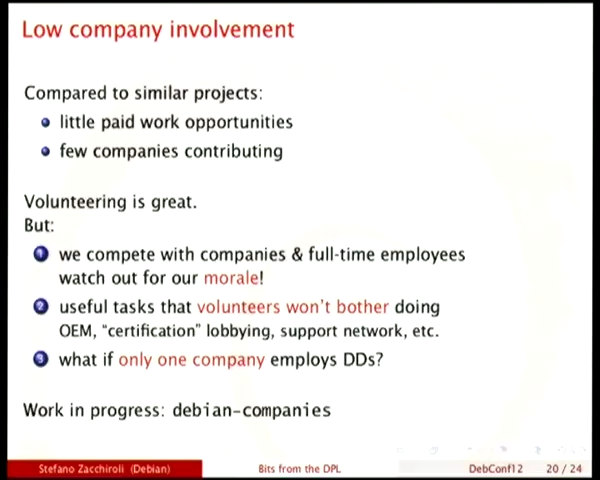 Low company involvement
Compared to similar projects:
little paid work opportunities
few companies contributing
Volunteering is great.
But:
1 we compete with companies & full-time employees
watch out for our morale!
2 useful tasks that volunteers won't bother doing
OEM, “certification” lobbying, support network, etc.
3 what if only one company employs DDs?
Work in progress: debian-companies
Stefano Zacchiroli (Debian) Bits from the DPL DebConf12 20 / 24